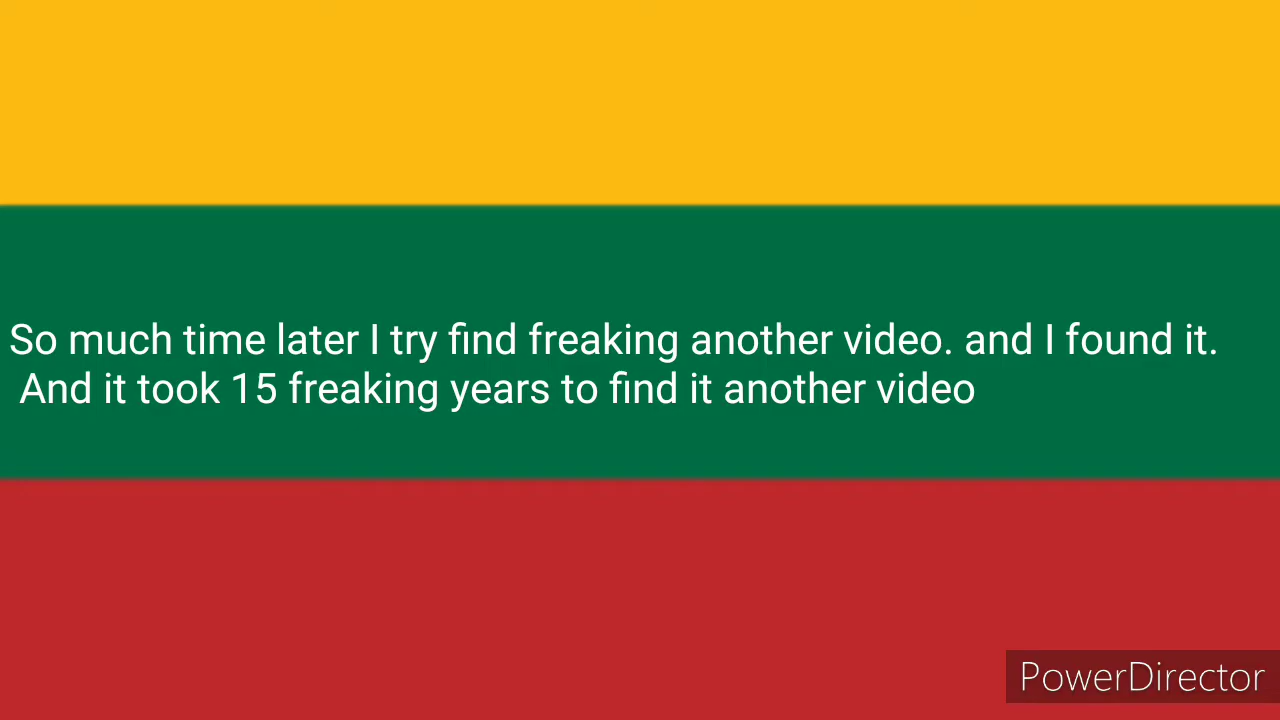 So much time later I try find freaking another video. and I found it.
And it took 15 freaking years to find it another video
PowerDirector